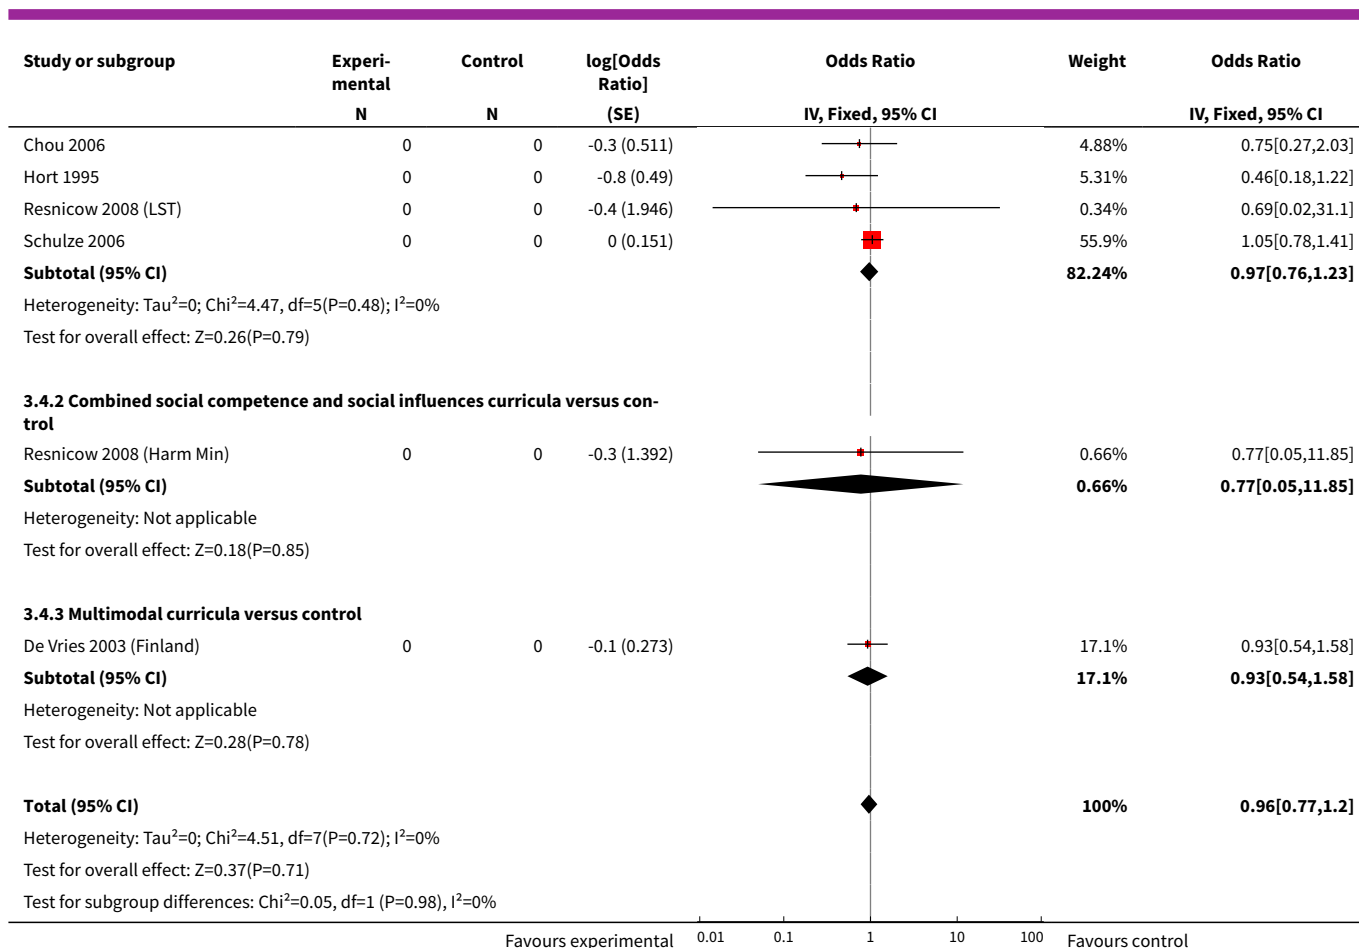 Study or subgroup Experi-mental Control log[Odds Ratio] Odds Ratio Weight Odds Ratio
N N (SE) IV, Fixed, 95% CI IV, Fixed, 95% CI
Chou 2006 0 0 -0.3 (0.511) 4.88% 0.75[0.27,2.03]
Hort 1995 0 0 -0.8 (0.49) 5.31% 0.46[0.18,1.22]
Resnicow 2008 (LST) 0 0 -0.4 (1.946) 0.34% 0.69[0.02,31.1]
Schulze 2006 0 0 0 (0.151) 55.9% 1.05[0.78,1.41]
Subtotal (95% CI) 82.24% 0.97[0.76,1.23]
Heterogeneity: Tau²=0; Chi²=4.47, df=5(P=0.48); I²=0%
Test for overall effect: Z=0.26(P=0.79)
3.4.2 Combined social competence and social influences curricula versus con-
trol
Resnicow 2008 (Harm Min) 0 0 -0.3 (1.392) 0.66% 0.77[0.05,11.85]
Subtotal (95% CI) 0.66% 0.77[0.05,11.85]
Heterogeneity: Not applicable
Test for overall effect: Z=0.18(P=0.85)
3.4.3 Multimodal curricula versus control
De Vries 2003 (Finland) 0 0 -0.1 (0.273) 17.1% 0.93[0.54,1.58]
Subtotal (95% CI) 17.1% 0.93[0.54,1.58]
Heterogeneity: Not applicable
Test for overall effect: Z=0.28(P=0.78)
Total (95% CI) 100% 0.96[0.77,1.2]
Heterogeneity: Tau²=0; Chi²=4.51, df=7(P=0.72); I²=0%
Test for overall effect: Z=0.37(P=0.71)
Test for subgroup differences: Chi²=0.05, df=1 (P=0.98), I²=0%
Favours experimental 0.01 0.1 1 10 100 Favours control